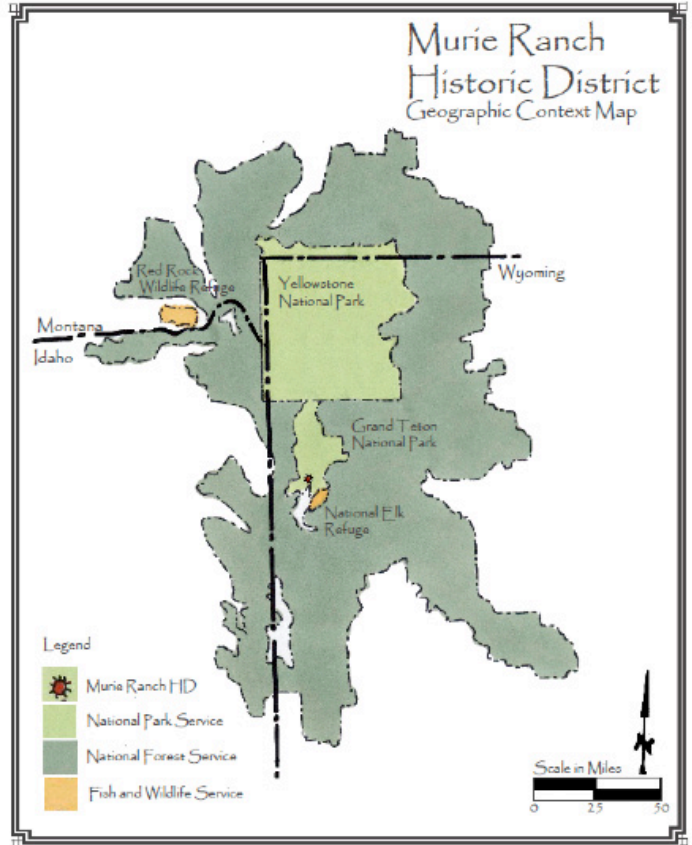 Murie Ranch
Historic District
Geographic Context Map
Red Rock
Wildlife Refuge
Yellowstone
National Park
Wyoming
Montana
Idaho
Grand Teton
National Park
National Elk
Refuge
Legend
Murie Ranch HD
National Park Service
National Forest Service
Fish and Wildlife Service
Scale in Miles
0 25 50
N